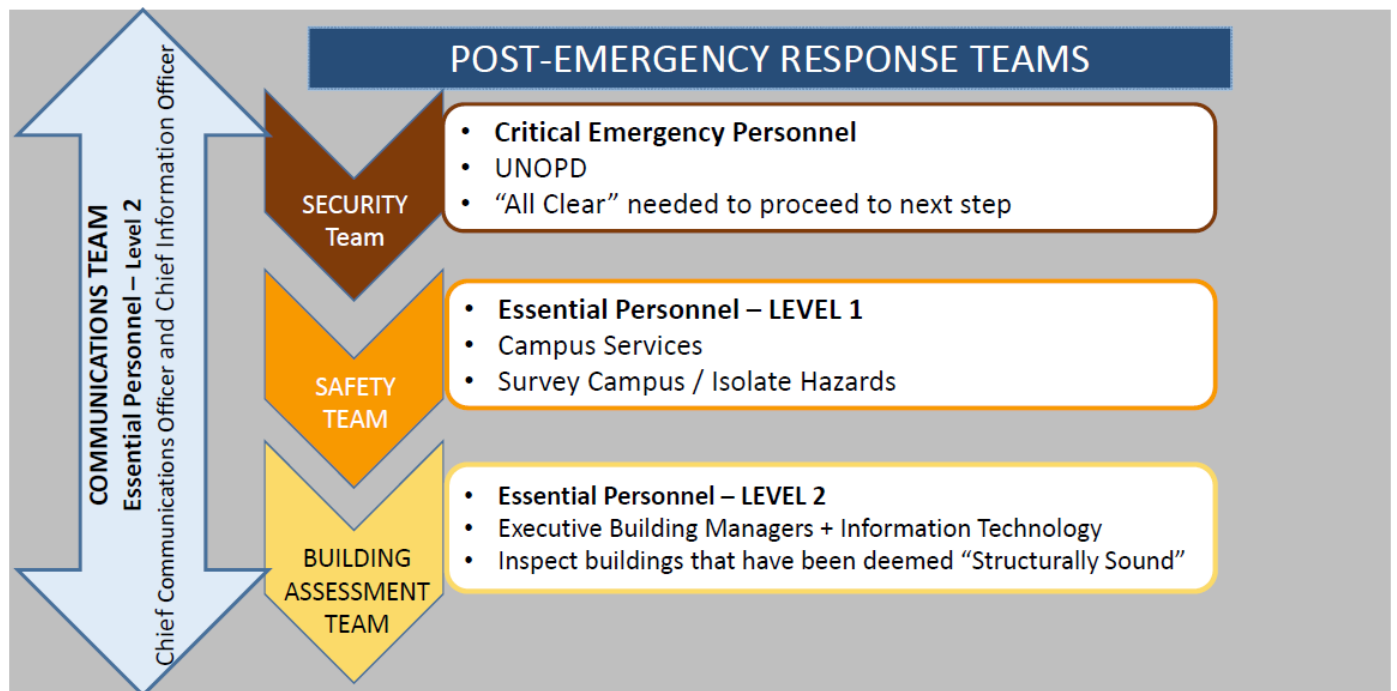 POST-EMERGENCY RESPONSE TEAMS
COMMUNICATIONS TEAM
Essential Personnel – Level 2
Chief Communications Officer and Chief Information Officer
SECURITY
Team
• Critical Emergency Personnel
• UNOPD
• “All Clear” needed to proceed to next step
SAFETY
TEAM
• Essential Personnel – LEVEL 1
• Campus Services
• Survey Campus / Isolate Hazards
BUILDING
ASSESSMENT
TEAM
• Essential Personnel – LEVEL 2
• Executive Building Managers + Information Technology
• Inspect buildings that have been deemed “Structurally Sound”